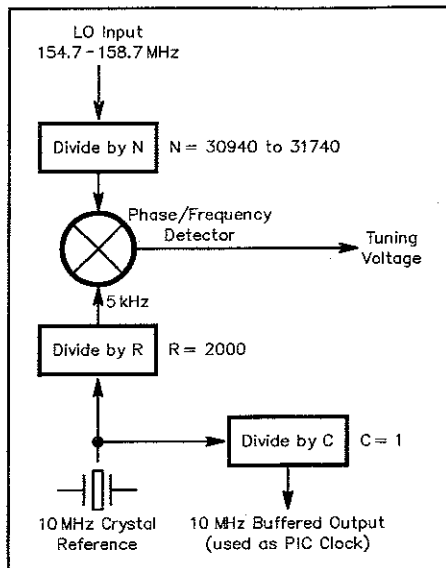 LO Input
154.7-158.7 MHz
Divide by N
N = 30940 to 31740
Phase/Frequency
Detector
Tuning
Voltage
5 kHz
Divide by R
R = 2000
Divide by C
C = 1
10 MHz Crystal
Reference
10 MHz Buffered Output
(used as PIC Clock)